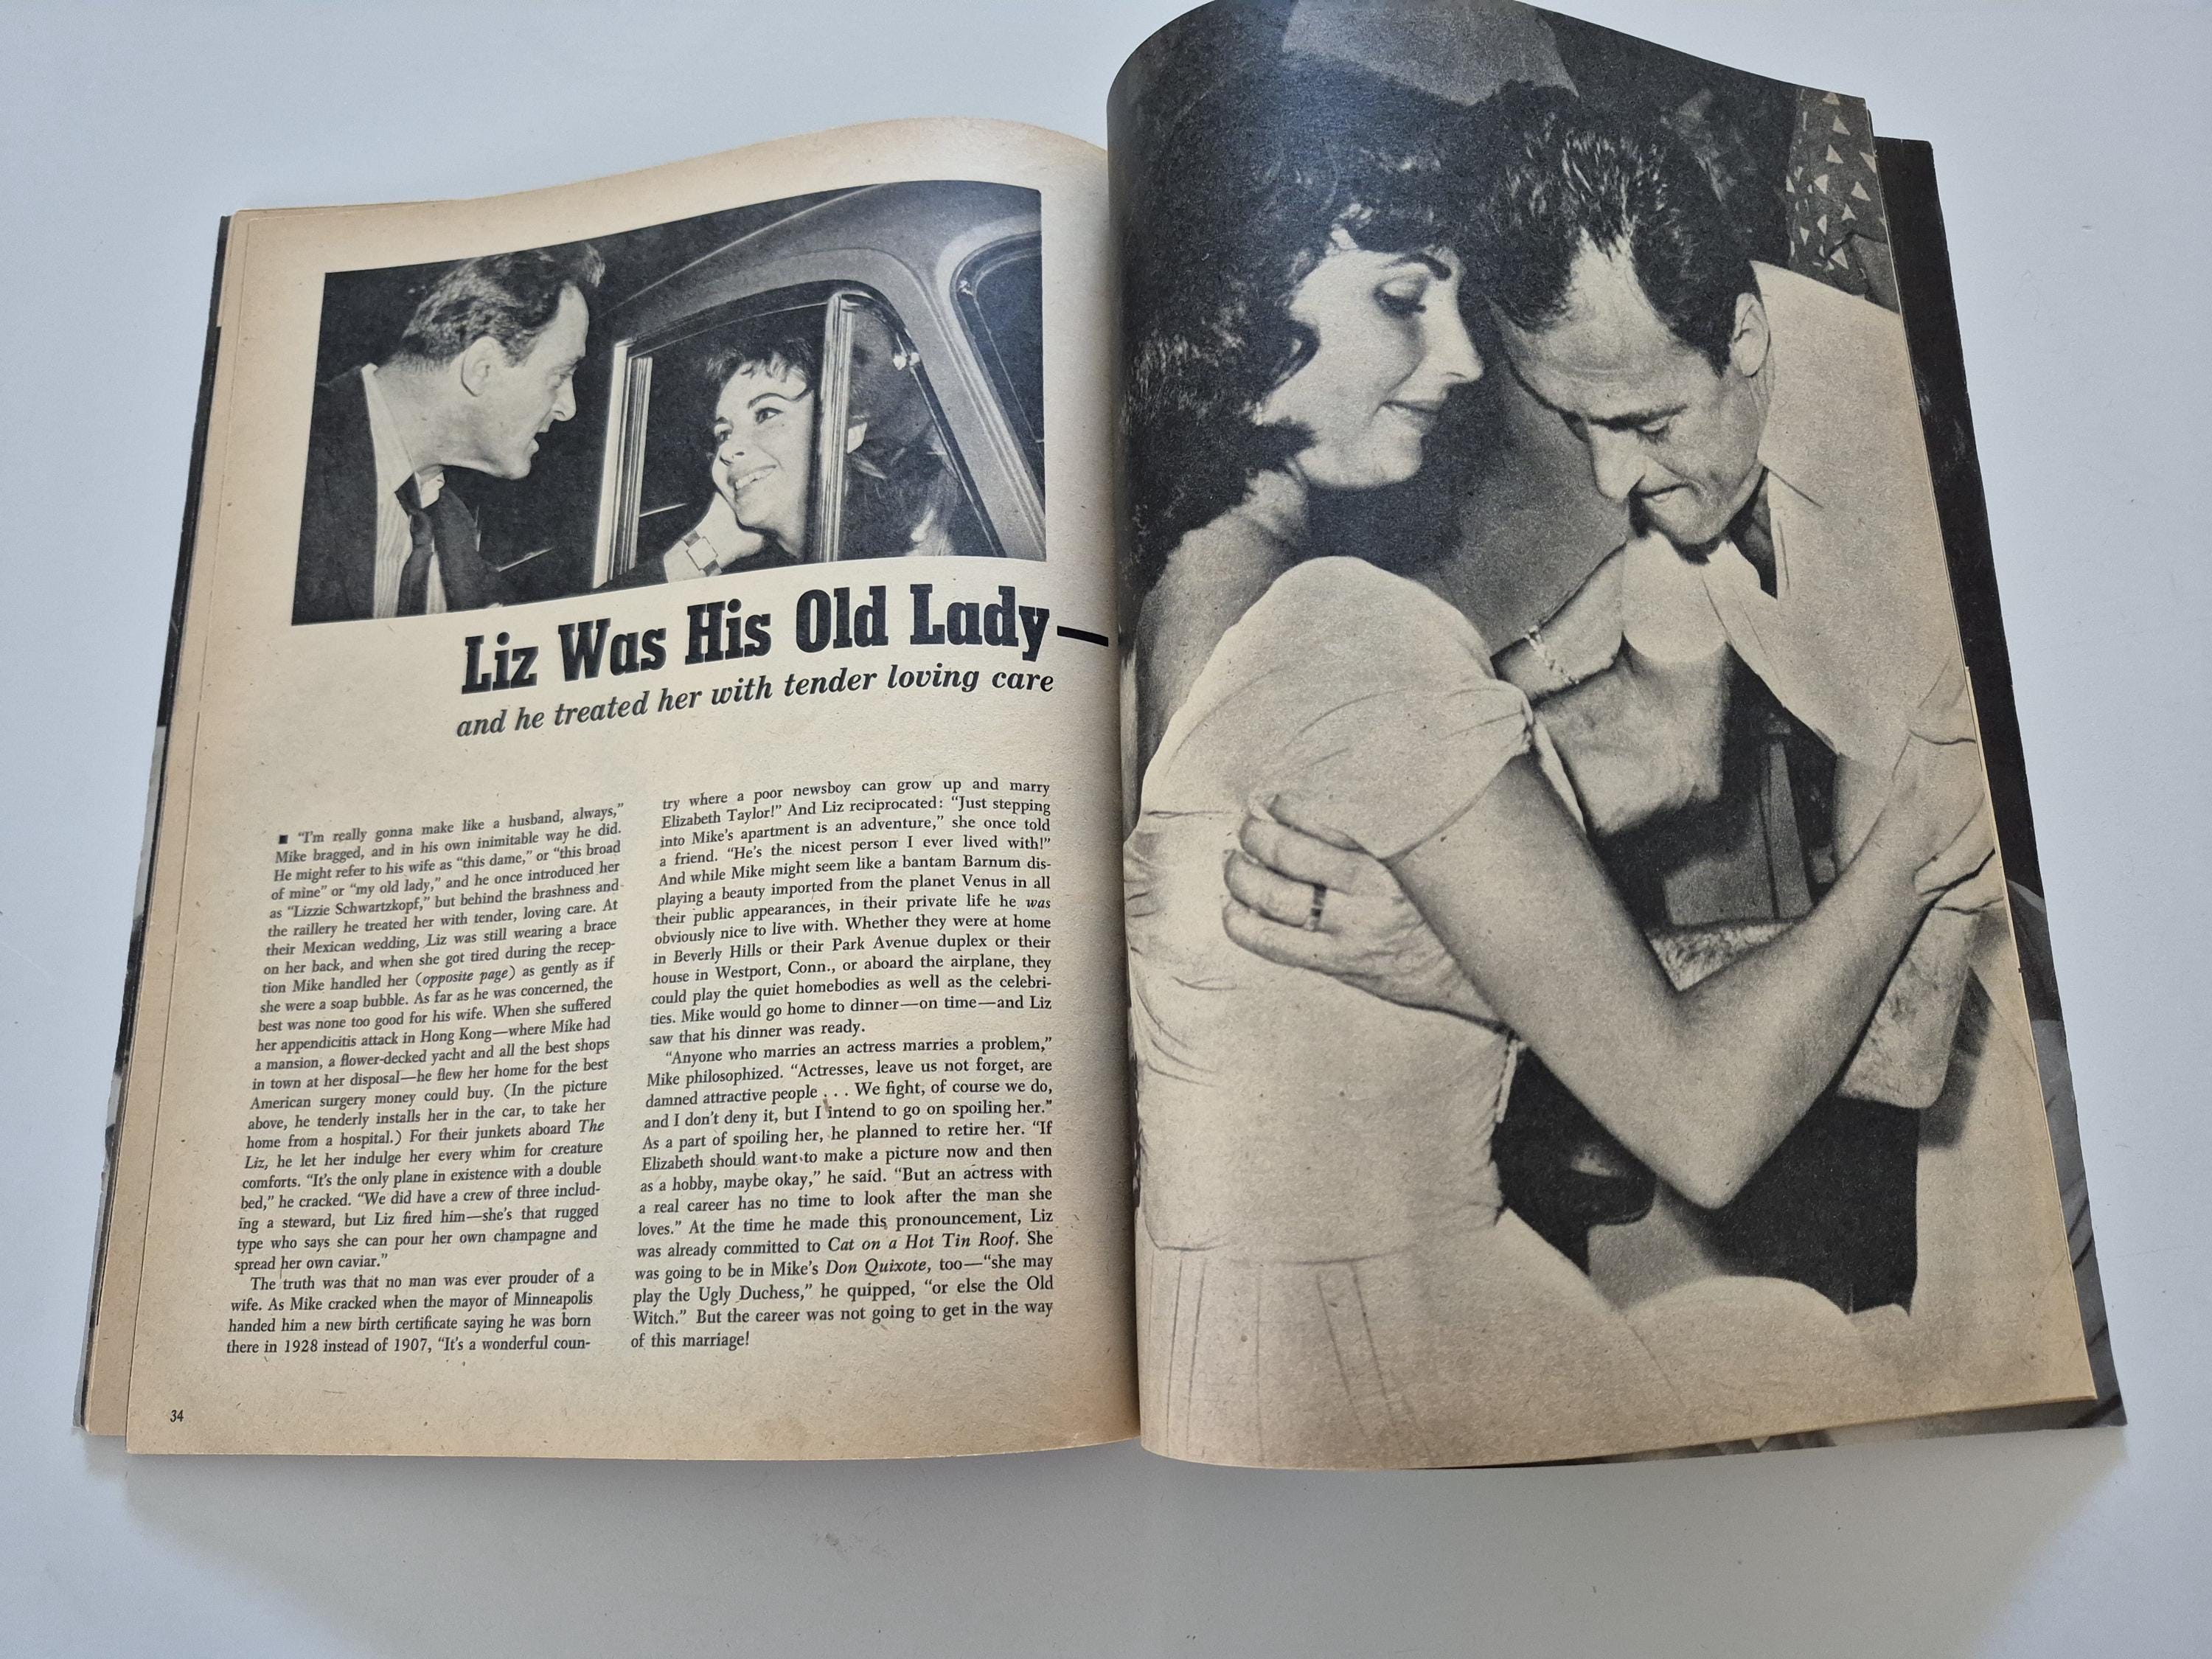 Liz Was His Old Lady—
and he treated her with tender loving care
■ “I’m really gonna make like a husband, always,”
Mike bragged, and in his own inimitable way he did.
He might refer to his wife as “this dame,” or “this broad
of mine” or “my old lady,” and he once introduced her
as “Lizzie Schwartzkopf,” but behind the brashness and
the raillery he treated her with tender, loving care. At
their Mexican wedding, Liz was still wearing a brace
on her back, and when she got tired during the recep-
tion Mike handled her (opposite page) as gently as if
she were a soap bubble. As far as he was concerned, the
best was none too good for his wife. When she suffered
her appendicitis attack in Hong Kong—where Mike had
a mansion, a flower-decked yacht and all the best shops
in town at her disposal—he flew her home for the best
American surgery money could buy. (In the picture
above, he tenderly installs her in the car, to take her
home from a hospital.) For their junkets aboard The
Liz, he let her indulge her every whim for creature
comforts. “It’s the only plane in existence with a double
bed,” he cracked. “We did have a crew of three includ-
ing a steward, but Liz fired him—she’s that rugged
type who says she can pour her own champagne and
spread her own caviar.”
The truth was that no man was ever prouder of a
wife. As Mike cracked when the mayor of Minneapolis
handed him a new birth certificate saying he was born
there in 1928 instead of 1907, “It’s a wonderful coun-
try where a poor newsboy can grow up and marry
Elizabeth Taylor!” And Liz reciprocated: “Just stepping
into Mike’s apartment is an adventure,” she once told
a friend. “He’s the nicest person I ever lived with!”
And while Mike might seem like a bantam Barnum dis-
playing a beauty imported from the planet Venus in all
their public appearances, in their private life he was
obviously nice to live with. Whether they were at home
in Beverly Hills or their Park Avenue duplex or their
house in Westport, Conn., or aboard the airplane, they
could play the quiet homebodies as well as the celebri-
ties. Mike would go home to dinner—on time—and Liz
saw that his dinner was ready.
“Anyone who marries an actress marries a problem,”
Mike philosophized. “Actresses, leave us not forget, are
damned attractive people . . . We fight, of course we do,
and I don’t deny it, but I intend to go on spoiling her.”
As a part of spoiling her, he planned to retire her. “If
Elizabeth should want to make a picture now and then
as a hobby, maybe okay,” he said. “But an actress with
a real career has no time to look after the man she
loves.” At the time he made this pronouncement, Liz
was already committed to Cat on a Hot Tin Roof. She
was going to be in Mike’s Don Quixote, too—“she may
play the Ugly Duchess,” he quipped, “or else the Old
Witch.” But the career was not going to get in the way
of this marriage!
34